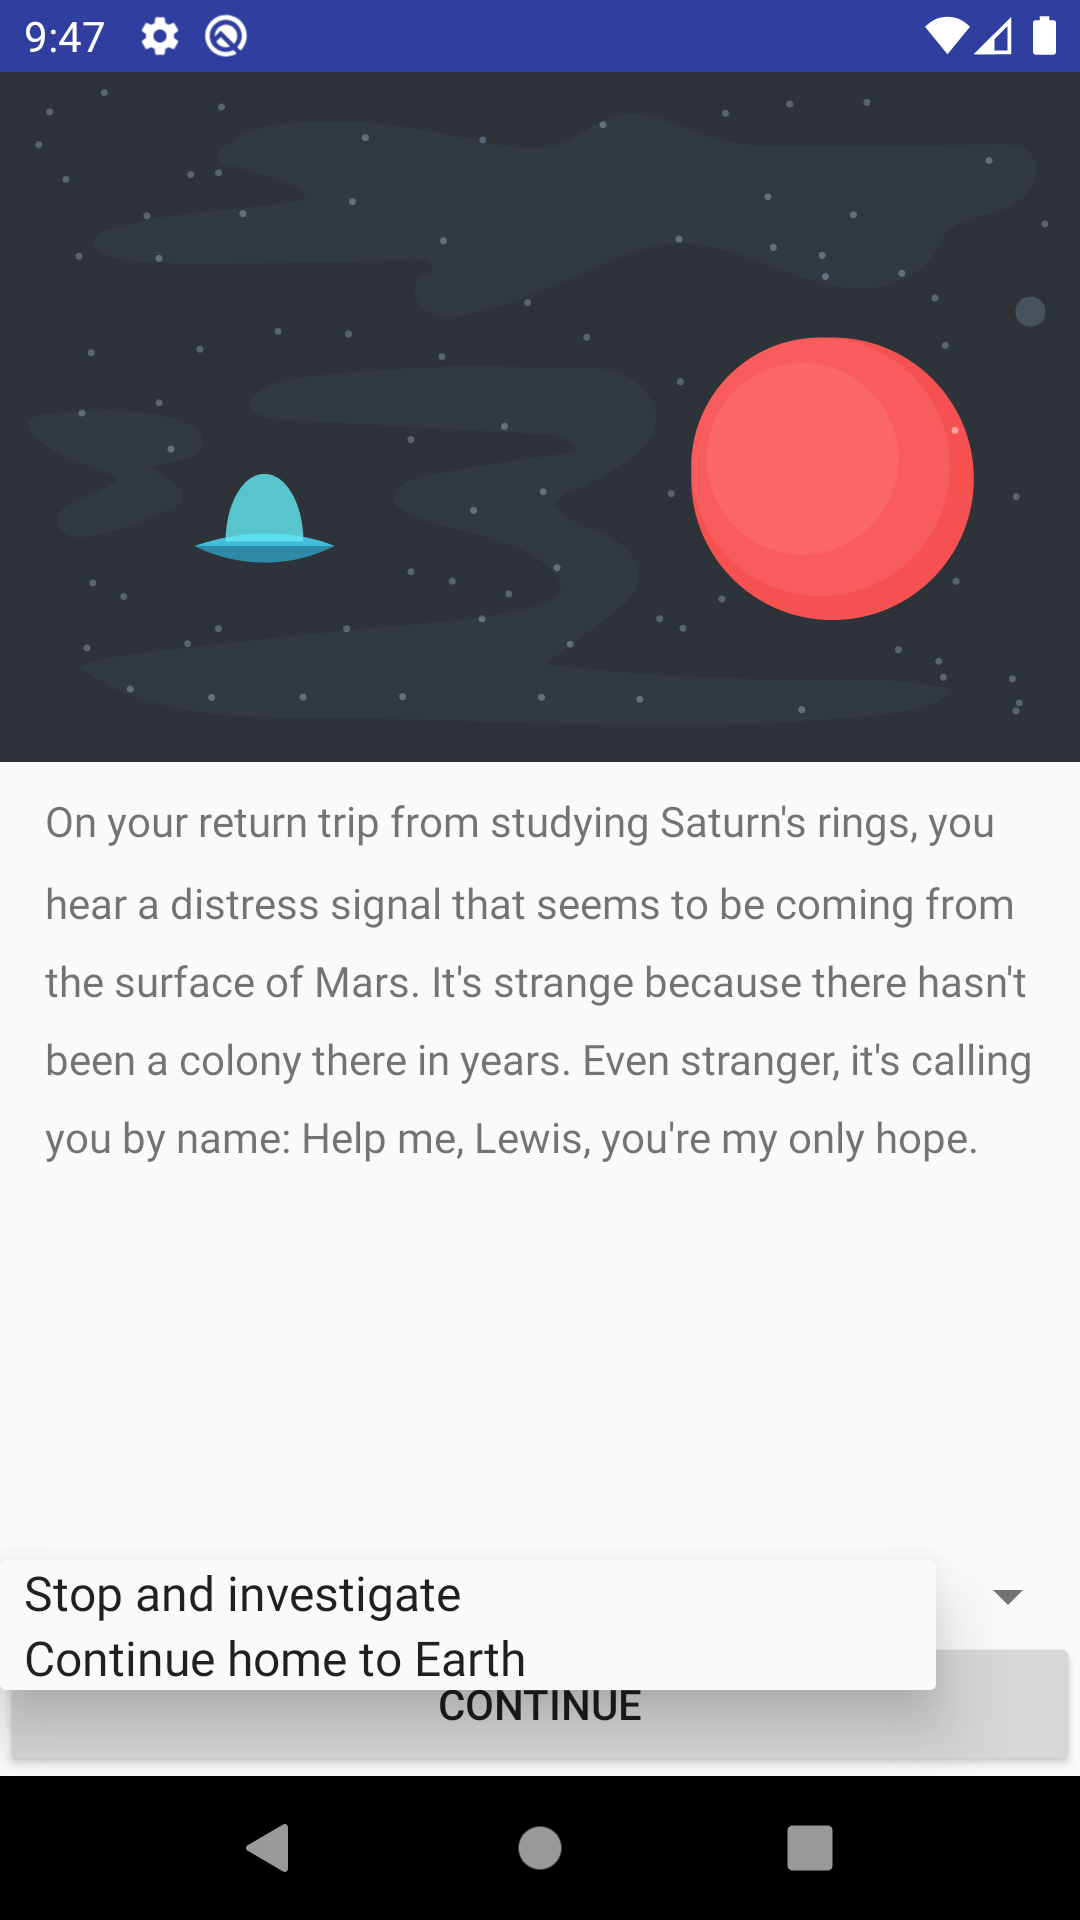 9:47
On your return trip from studying Saturn's rings, you
hear a distress signal that seems to be coming from
the surface of Mars. It's strange because there hasn't
been a colony there in years. Even stranger, it's calling
you by name: Help me, Lewis, you're my only hope.
Stop and investigate
Continue home to Earth
CONTINUE